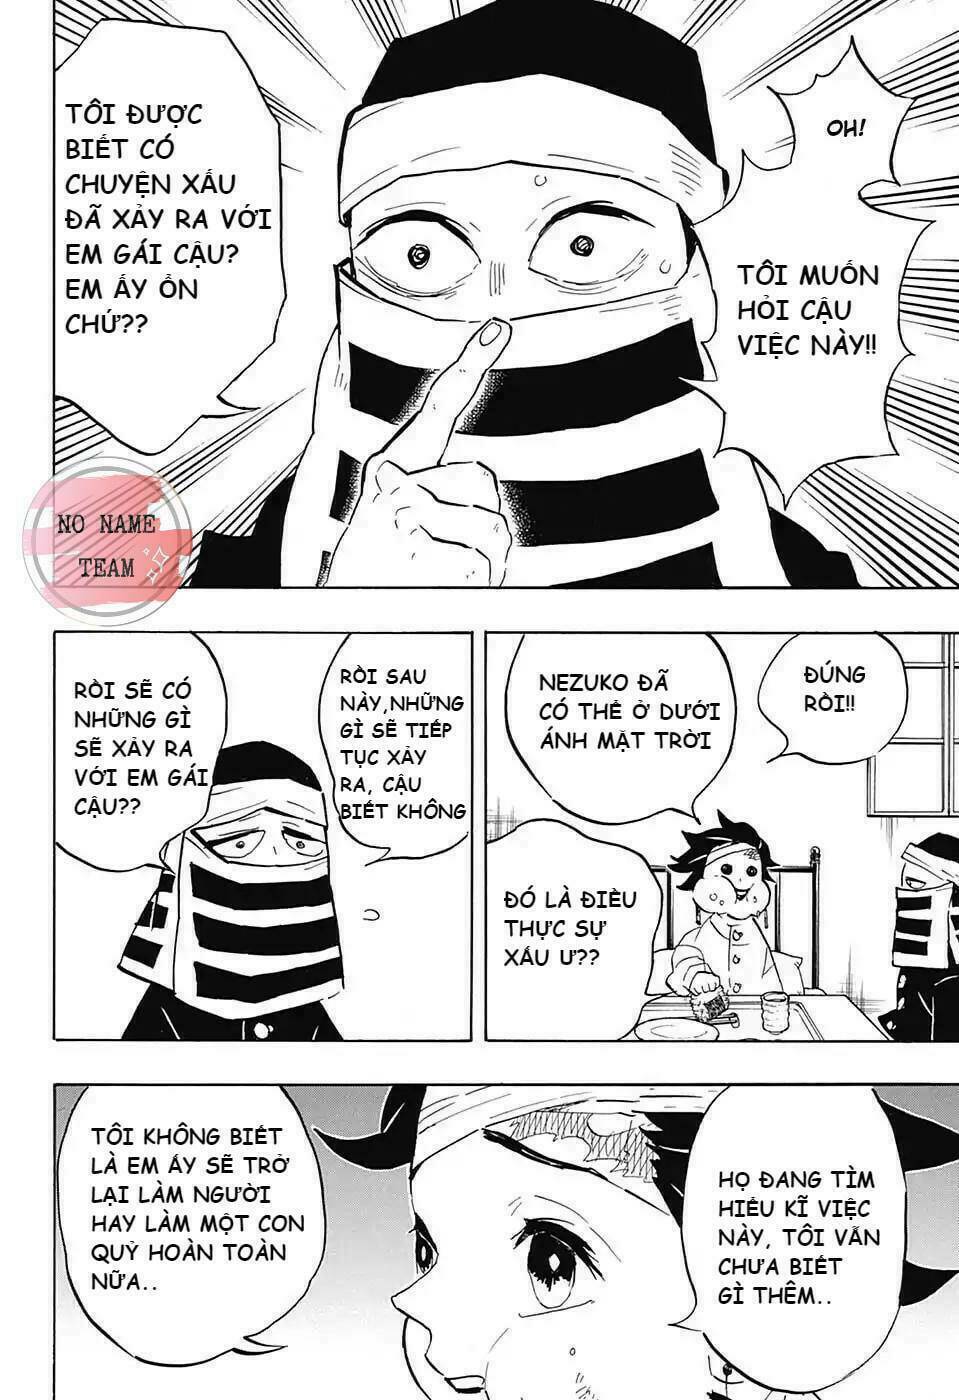 OH!
TÔI MUỐN
HỎI CẬU
VIỆC NÀY!!
TÔI ĐƯỢC
BIẾT CÓ
CHUYỆN XẤU
ĐÃ XẢY RA VỚI
EM GÁI CẬU?
EM ẤY ỔN
CHỨ??
NO NAME
TEAM
ĐÚNG
RỒI!!
NEZUKO ĐÃ
CÓ THỂ Ở DƯỚI
ÁNH MẶT TRỜI
ĐÓ LÀ ĐIỀU
THỰC SỰ
XẤU Ư??
RỒI SAU
NÀY,NHỮNG
GÌ SẼ TIẾP
TỤC XẢY
RA, CẬU
BIẾT KHÔNG
RỒI SẼ CÓ
NHỮNG GÌ
SẼ XẢY RA
VỚI EM GÁI
CẬU??
HỌ ĐANG TÌM
HIỂU KĨ VIỆC
NÀY, TÔI VẪN
CHƯA BIẾT
GÌ THÊM..
TÔI KHÔNG BIẾT
LÀ EM ẤY SẼ TRỞ
LẠI LÀM NGƯỜI
HAY LÀM MỘT CON
QUỶ HOÀN TOÀN
NỮA..